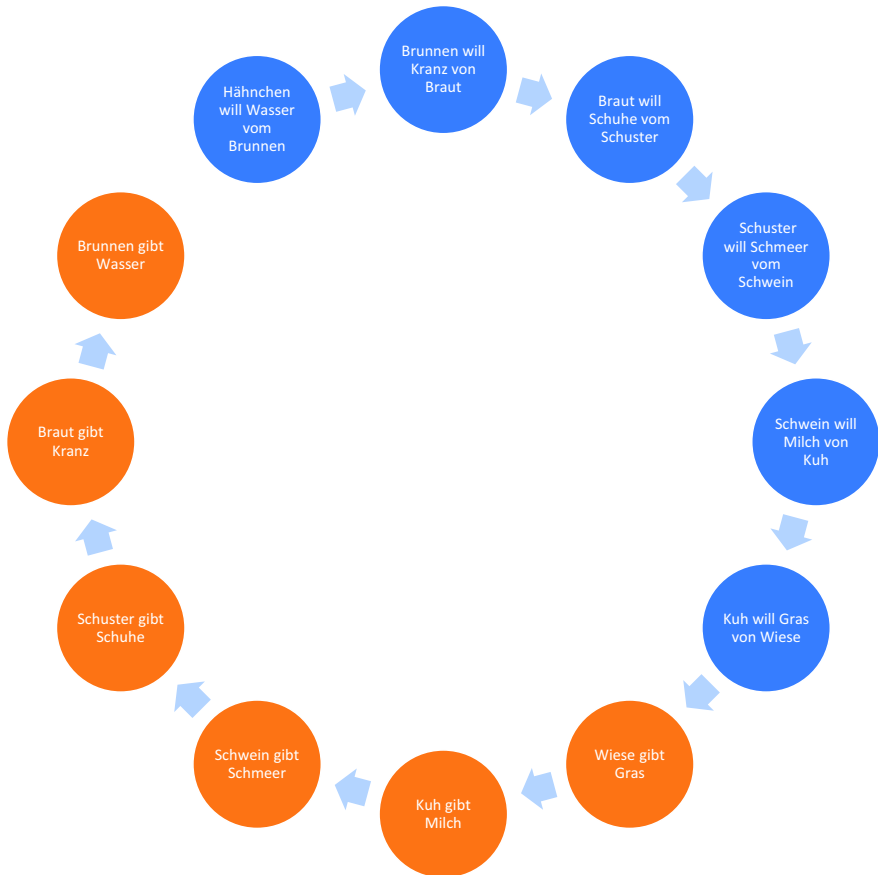 Hähnchen
will Wasser
vom
Brunnen
Brunnen will
Kranz von
Braut
Braut will
Schuhe vom
Schuster
Schuster
will Schmeer
vom
Schwein
Schwein will
Milch von
Kuh
Kuh will Gras
von Wiese
Wiese gibt
Gras
Kuh gibt
Milch
Schwein gibt
Schmeer
Schuster gibt
Schuhe
Braut gibt
Kranz
Brunnen gibt
Wasser